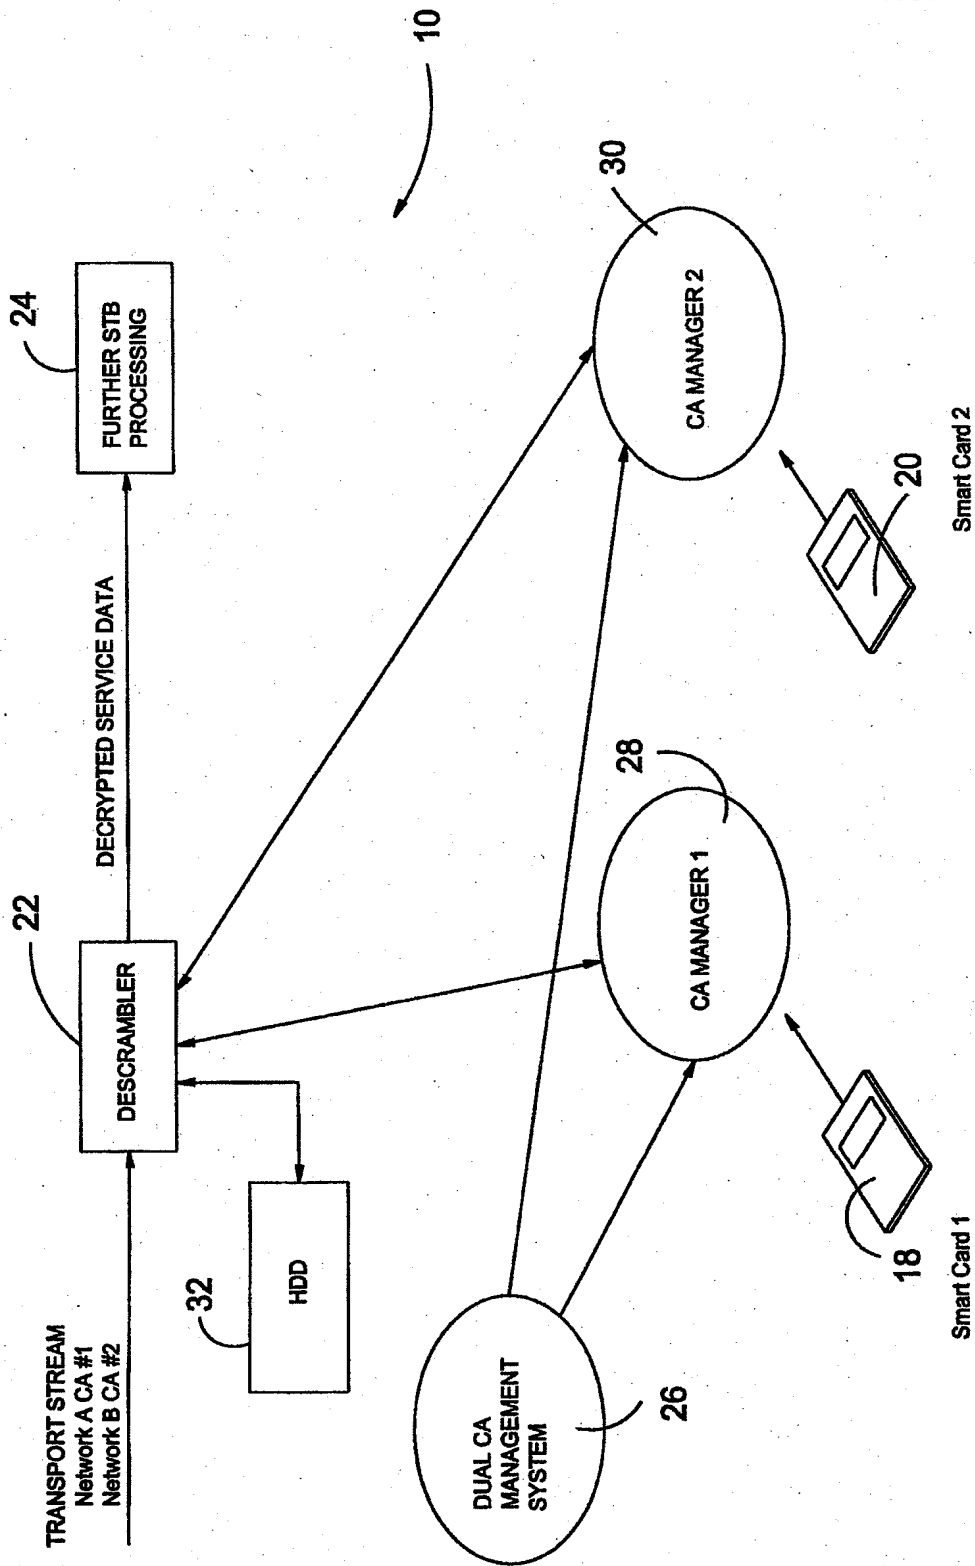 TRANSPORT STREAM
Network A CA #1
Network B CA #2
22
DESCRAMBLER
DECRYPTED SERVICE DATA
24
FURTHER STB
PROCESSING
32
HDD
10
DUAL CA
MANAGEMENT
SYSTEM
26
28
CA MANAGER 1
30
CA MANAGER 2
18
Smart Card 1
20
Smart Card 2